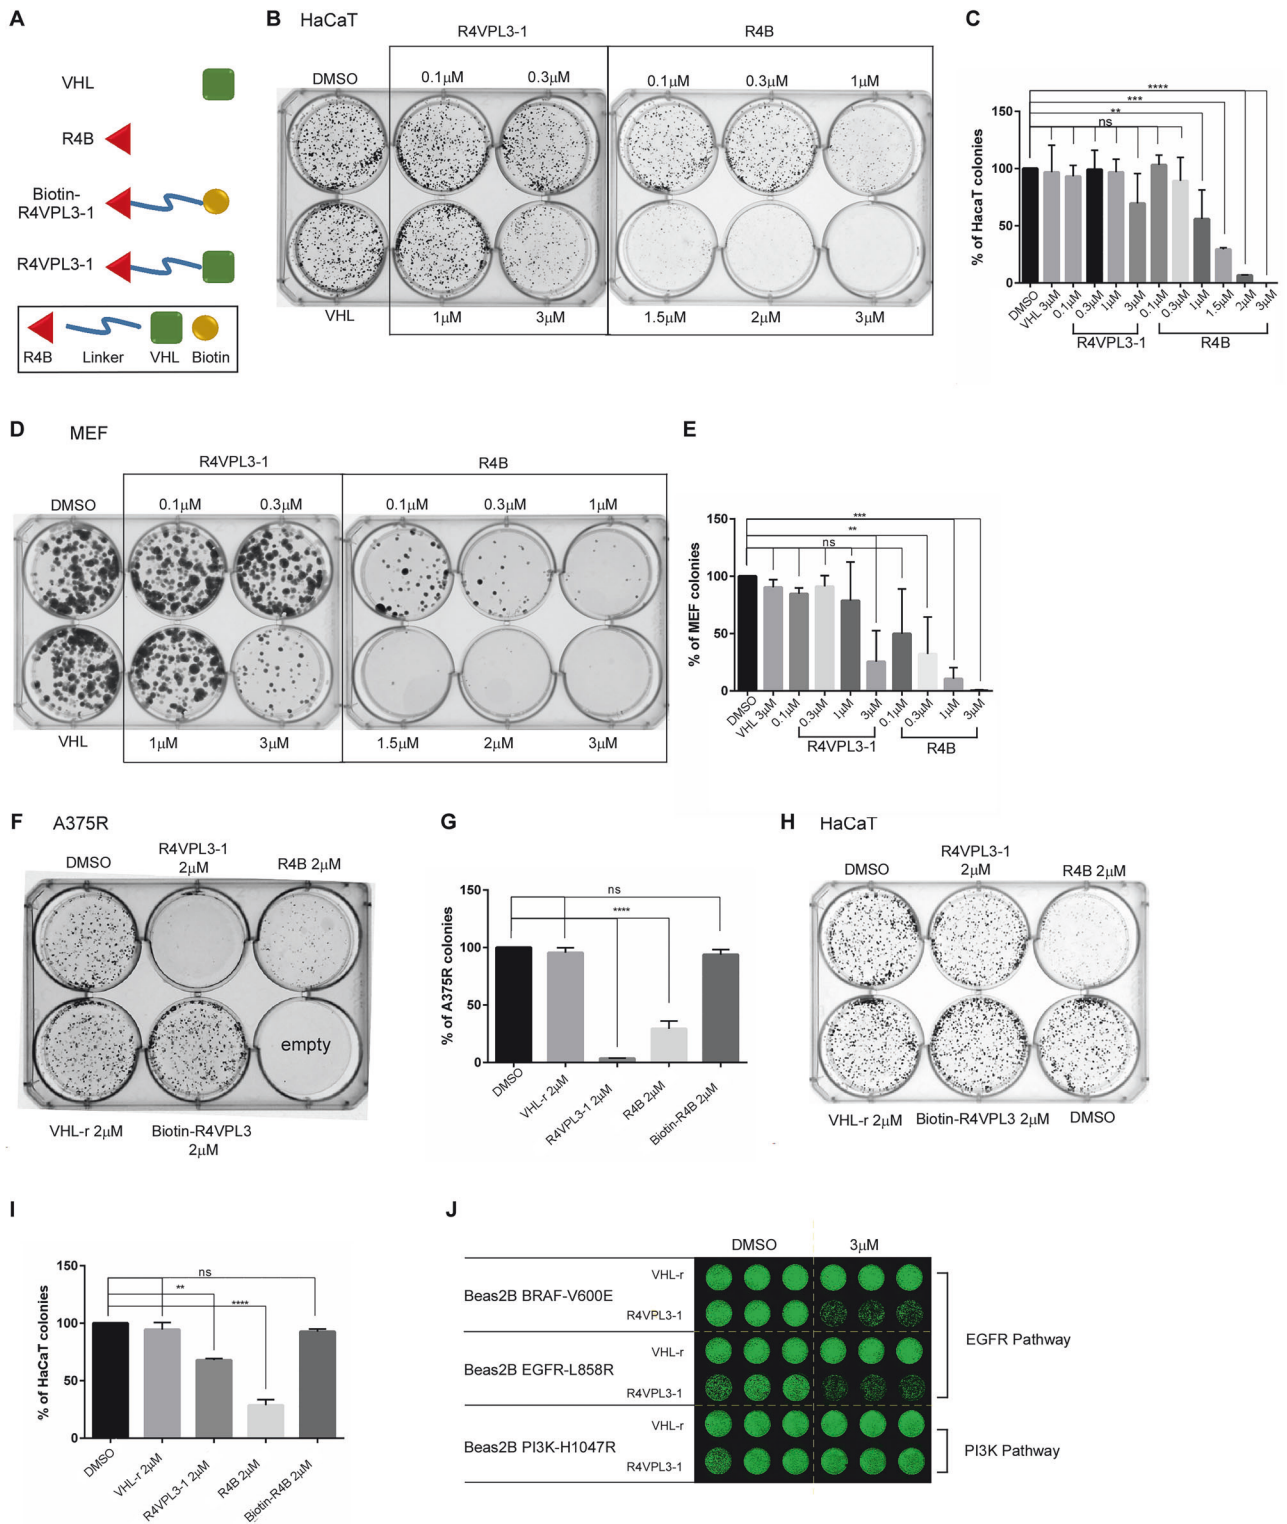 A
VHL
R4B
Biotin-
R4VPL3-1
R4VPL3-1
R4B Linker VHL Biotin
B HaCaT
R4VPL3-1 R4B
DMSO 0.1μM 0.3μM 0.1μM 0.3μM 1μM
VHL 1μM 3μM 1.5μM 2μM 3μM
C
% of HacaT colonies
150
100
50
0
****
***
**
ns
DMSO VHL 3μM 0.1μM 0.3μM 1μM 3μM 0.1μM 0.3μM 1μM 1.5μM 2μM 3μM
R4VPL3-1 R4B
D MEF
R4VPL3-1 R4B
DMSO 0.1μM 0.3μM 0.1μM 0.3μM 1μM
VHL 1μM 3μM 1.5μM 2μM 3μM
E
% of MEF colonies
150
100
50
0
***
**
ns
DMSO VHL 3μM 0.1μM 0.3μM 1μM 3μM 0.1μM 0.3μM 1μM 3μM
R4VPL3-1 R4B
F A375R
DMSO R4VPL3-1 2μM R4B 2μM
empty
VHL-r 2μM Biotin-R4VPL3 2μM
G
% of A375R colonies
150
100
50
0
ns
****
DMSO VHL-r 2μM R4VPL3-1 2μM R4B 2μM Biotin-R4B 2μM
H HaCaT
DMSO R4VPL3-1 2μM R4B 2μM
VHL-r 2μM Biotin-R4VPL3 2μM DMSO
I
% of HaCaT colonies
150
100
50
0
ns
**
****
DMSO VHL-r 2μM R4VPL3-1 2μM R4B 2μM Biotin-R4B 2μM
J
DMSO 3μM
Beas2B BRAF-V600E VHL-r
R4VPL3-1
Beas2B EGFR-L858R VHL-r
R4VPL3-1
EGFR Pathway
Beas2B PI3K-H1047R VHL-r
R4VPL3-1
PI3K Pathway